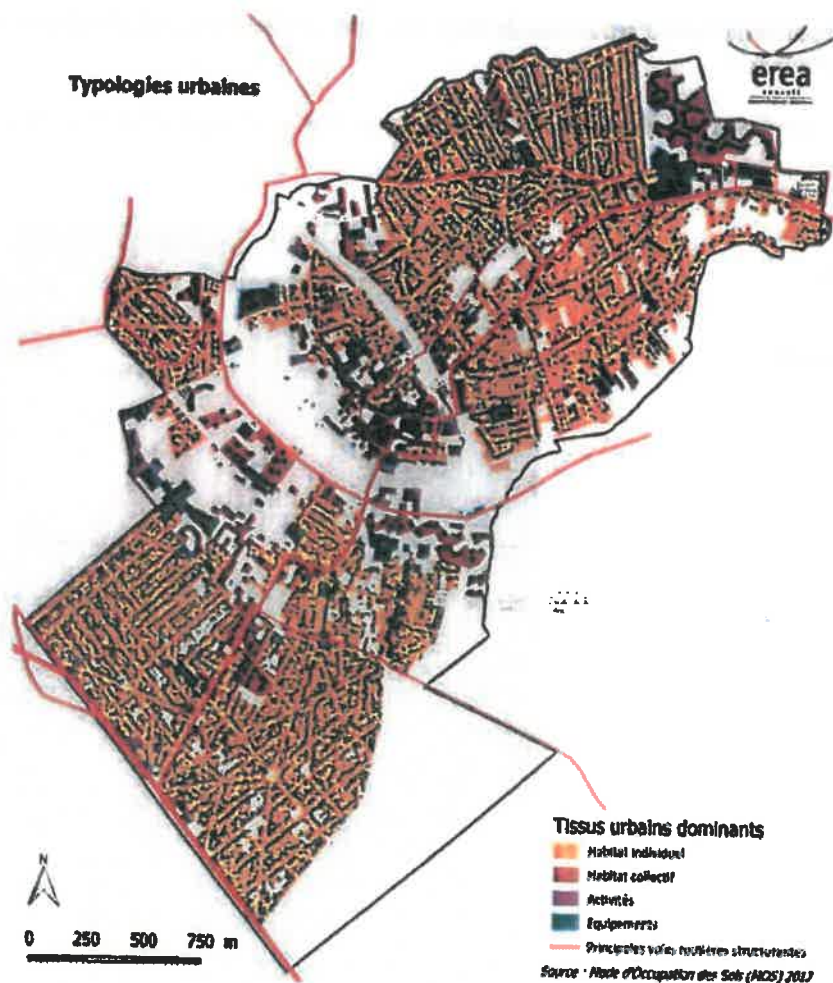 Typologies urbaines
erea
conseil
N
0 250 500 750 m
Tissus urbains dominants
Habitat individuel
Habitat collectif
Activités
Equipements
Principales voies routières structurantes
Source : Mode d'Occupation des Sols (MOS) 2012